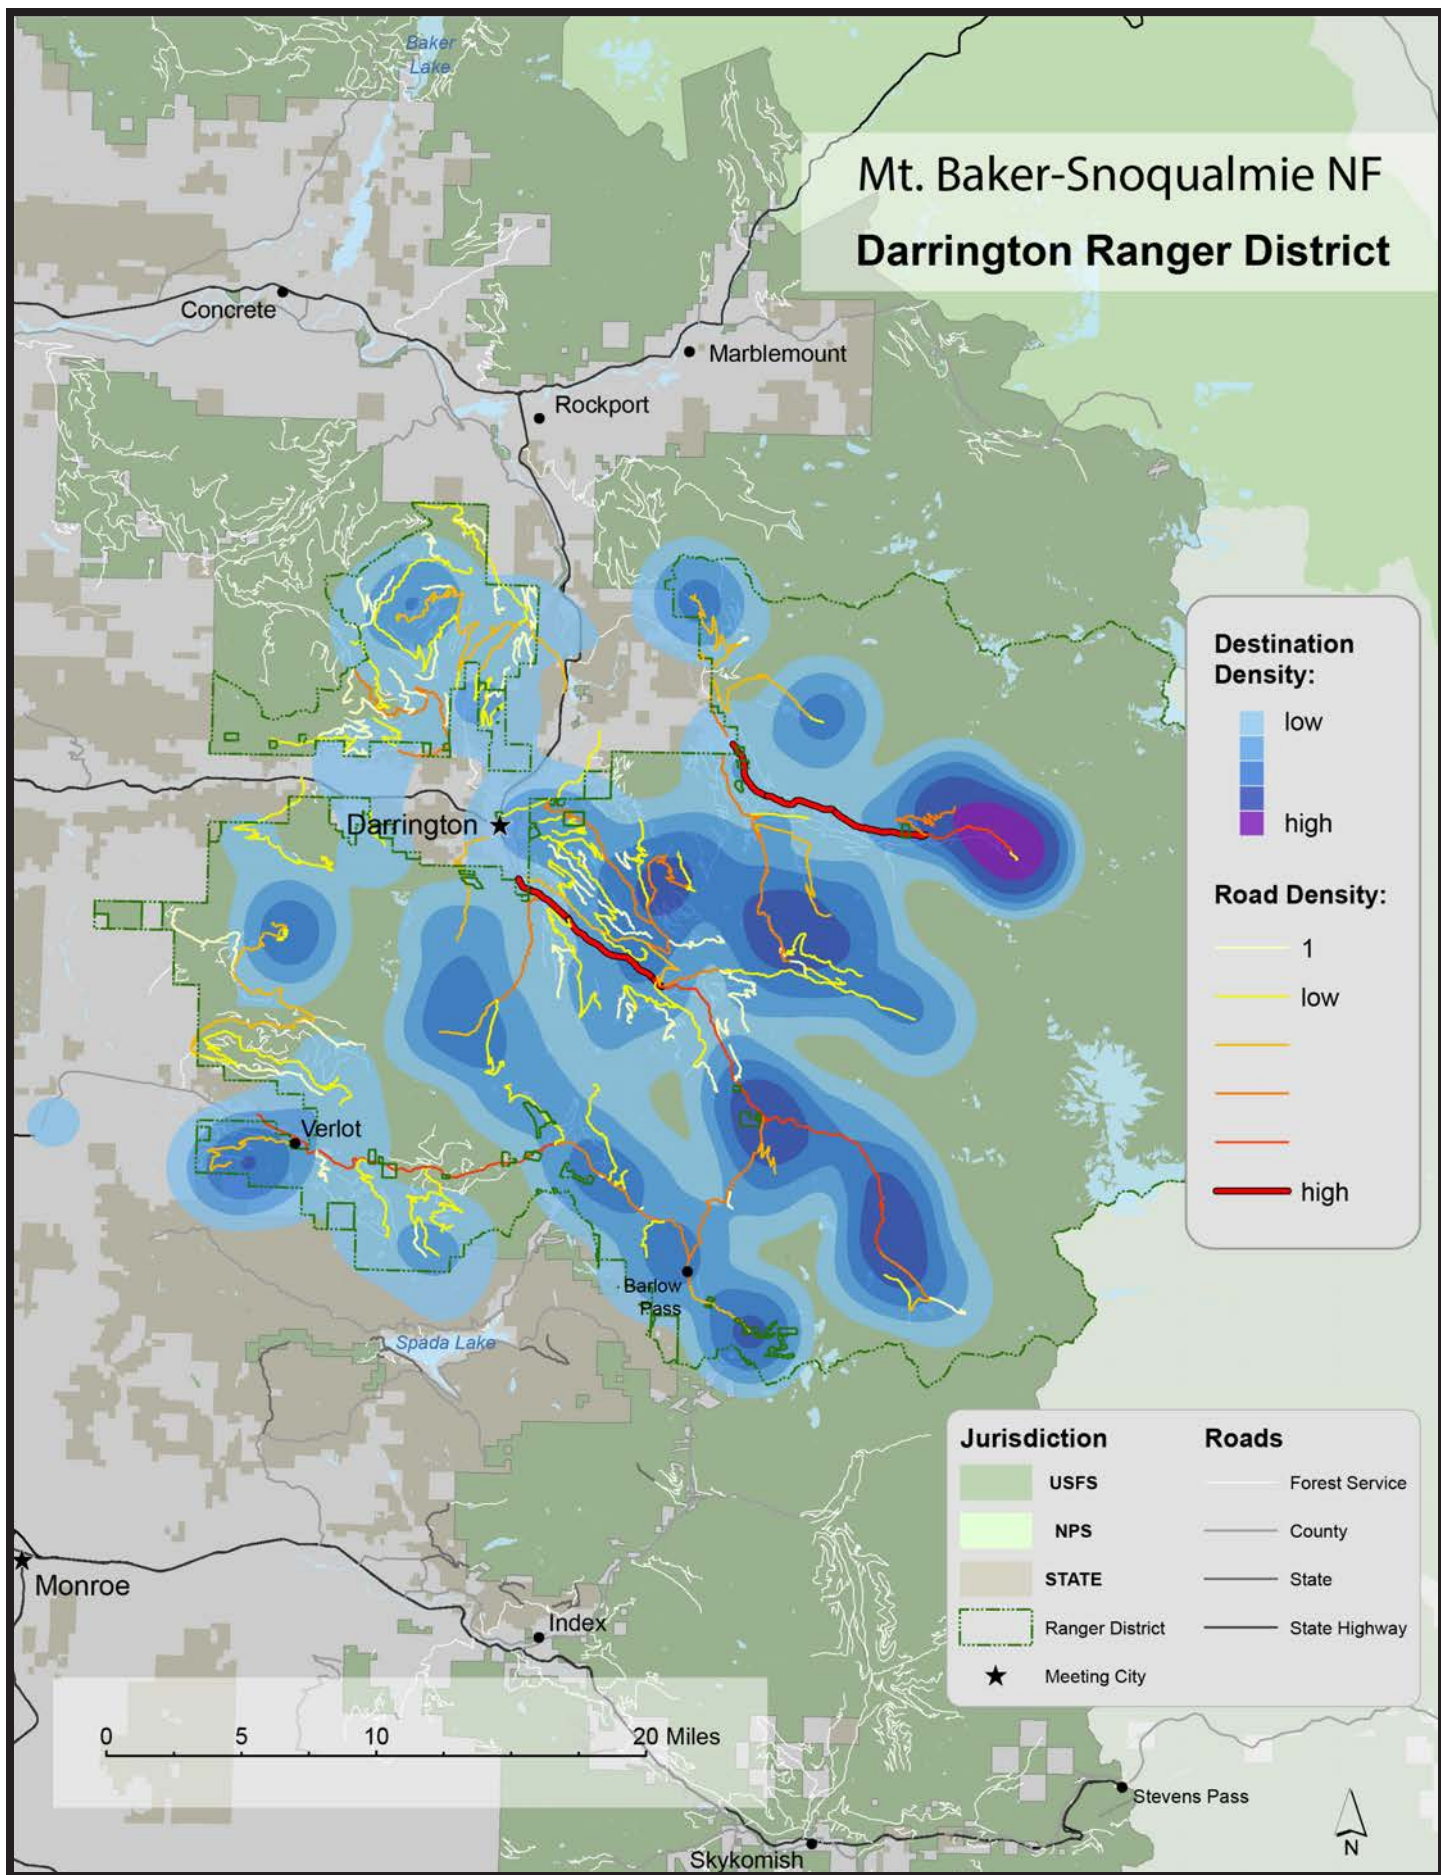 Baker
Lake
Mt. Baker-Snoqualmie NF
Darrington Ranger District
Concrete
Marblemount
Rockport
Destination
Density:
low
high
Road Density:
1
low
high
Darrington
Verlot
Barlow
Pass
Spada Lake
Jurisdiction
USFS
NPS
STATE
Ranger District
Meeting City
Roads
Forest Service
County
State
State Highway
Monroe
Index
0 5 10 20 Miles
Stevens Pass
Skykomish
N